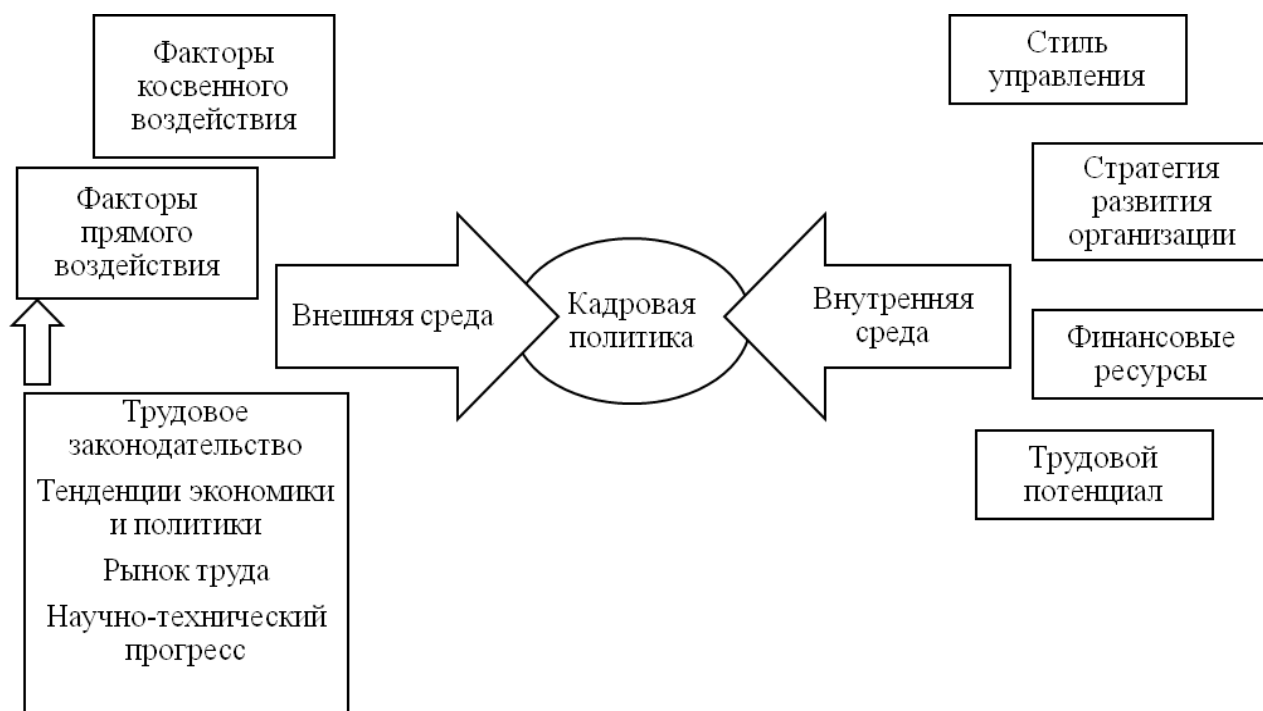 Факторы
косвенного
воздействия
Факторы
прямого
воздействия
Внешняя среда
Трудовое
законодательство
Тенденции экономики
и политики
Рынок труда
Научно-технический
прогресс
Кадровая
политика
Внутренняя
среда
Стиль
управления
Стратегия
развития
организации
Финансовые
ресурсы
Трудовой
потенциал